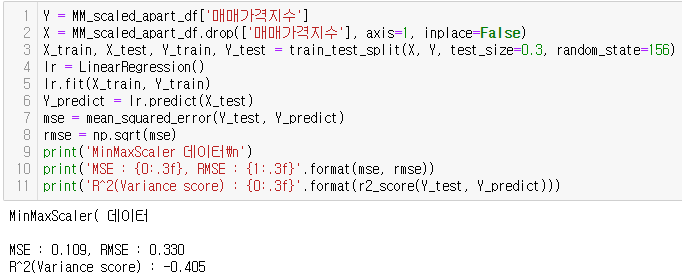 1 Y = MM_scaled_apart_df['매매가격지수']
2 X = MM_scaled_apart_df.drop(['매매가격지수'], axis=1, inplace=False)
3 X_train, X_test, Y_train, Y_test = train_test_split(X, Y, test_size=0.3, random_state=156)
4 lr = LinearRegression()
5 lr.fit(X_train, Y_train)
6 Y_predict = lr.predict(X_test)
7 mse = mean_squared_error(Y_test, Y_predict)
8 rmse = np.sqrt(mse)
9 print('MinMaxScaler 데이터₩n')
10 print('MSE : {0:.3f}, RMSE : {1:.3f}'.format(mse, rmse))
11 print('R^2(Variance score) : {0:.3f}'.format(r2_score(Y_test, Y_predict)))
MinMaxScaler( 데이터
MSE : 0.109, RMSE : 0.330
R^2(Variance score) : -0.405